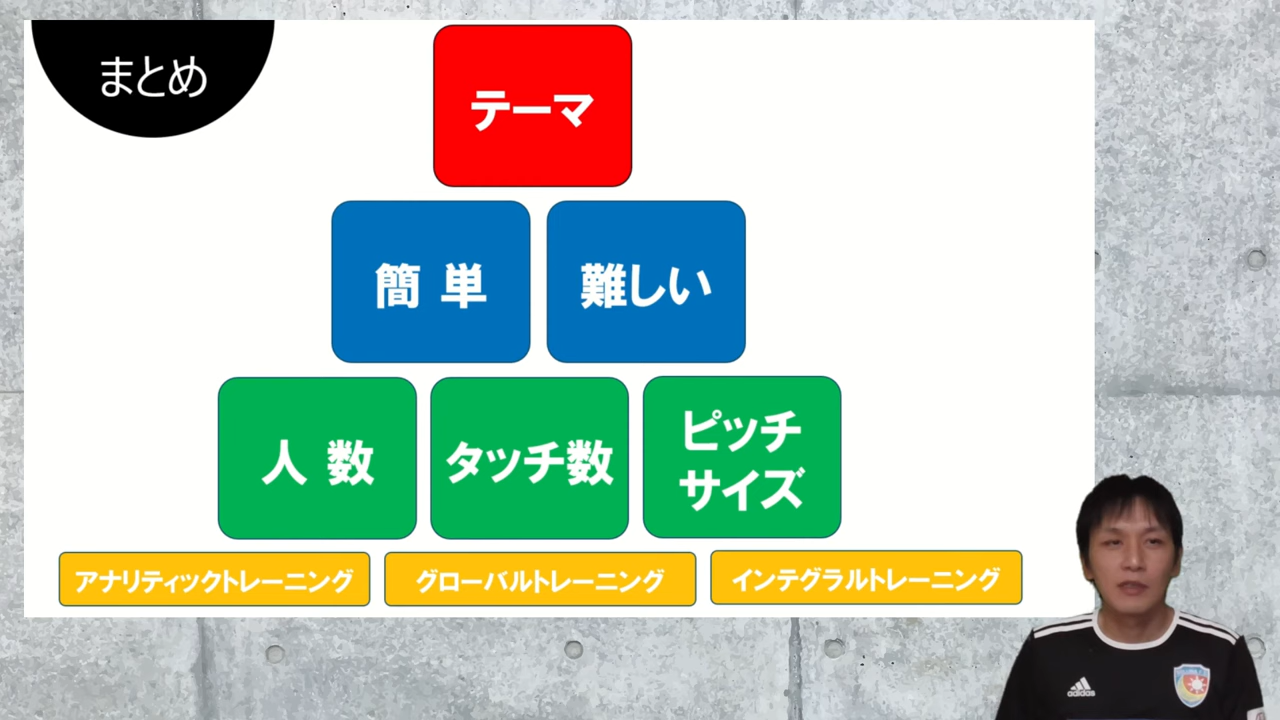 まとめ
テーマ
簡単
難しい
人数
タッチ数
ピッチ
サイズ
アナリティックトレーニング
グローバルトレーニング
インテグラルトレーニング
adidas